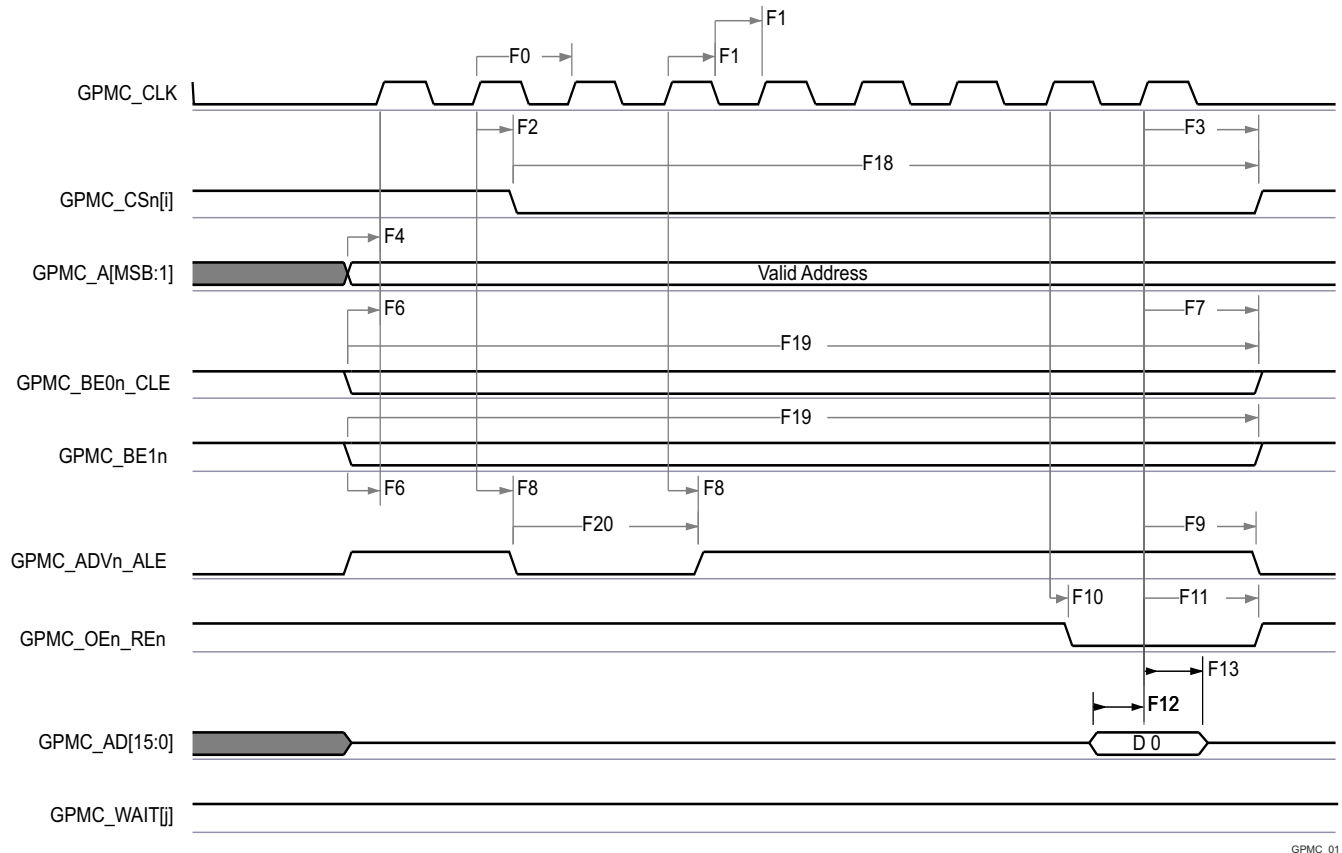 F1
F0
F1
GPMC_CLK
F2
F3
F18
GPMC_CSn[i]
F4
GPMC_A[MSB:1]
Valid Address
F6
F7
F19
GPMC_BE0n_CLE
F19
GPMC_BE1n
F6
F8
F8
F20
F9
GPMC_ADVn_ALE
F10
F11
GPMC_OEn_REn
F13
F12
GPMC_AD[15:0]
D 0
GPMC_WAIT[j]
GPMC_01